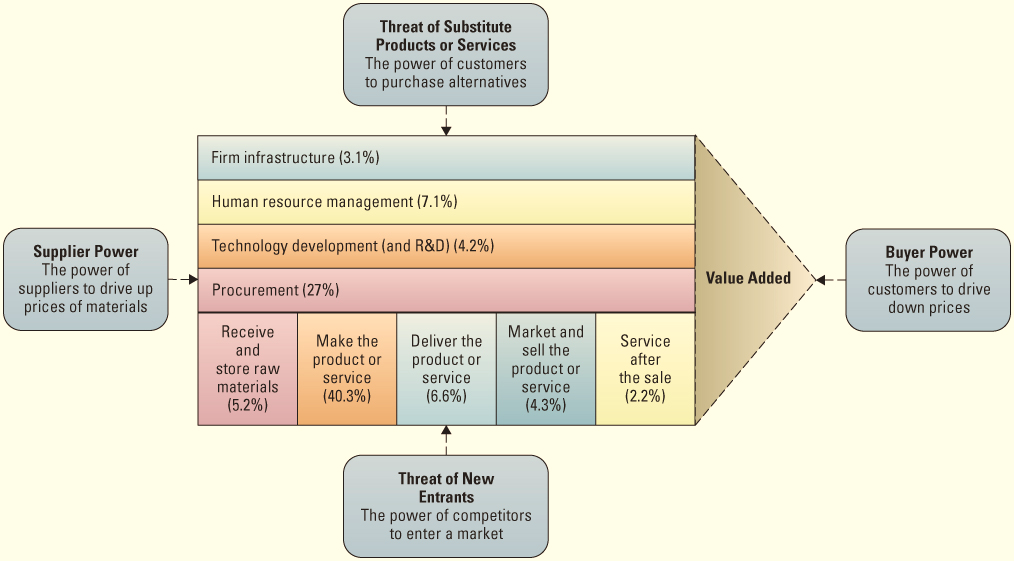 Threat of Substitute
Products or Services
The power of customers
to purchase alternatives
Firm infrastructure (3.1%)
Human resource management (7.1%)
Technology development (and R&D) (4.2%)
Procurement (27%)
Supplier Power
The power of
suppliers to drive up
prices of materials
Value Added
Buyer Power
The power of
customers to drive
down prices
Receive
and
store raw
materials
(5.2%)
Make the
product or
service
(40.3%)
Deliver the
product or
service
(6.6%)
Market and
sell the
product or
service
(4.3%)
Service
after
the sale
(2.2%)
Threat of New
Entrants
The power of competitors
to enter a market